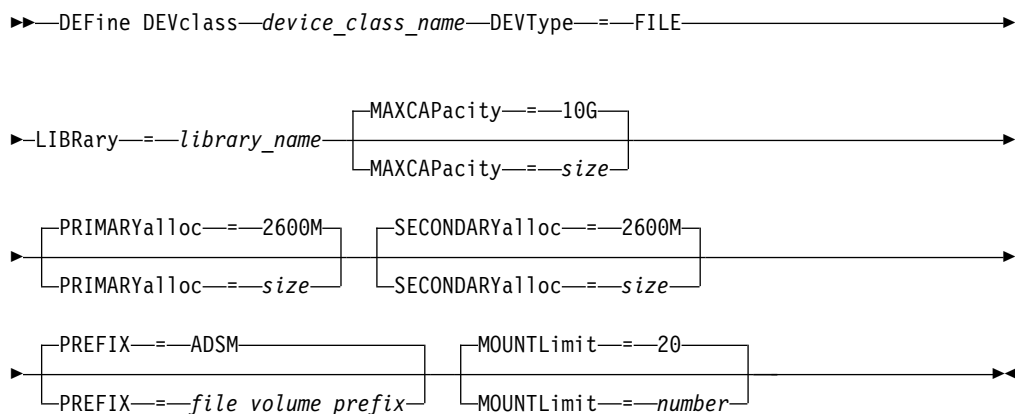 DEFine DEVclass device_class_name DEVType = FILE
MAXCAPacity = 10G
LIBRary = library_name
MAXCAPacity = size
PRIMARYalloc = 2600M SECONDARYalloc = 2600M
PRIMARYalloc = size SECONDARYalloc = size
PREFIX = ADSM MOUNTLimit = 20
PREFIX = file volume prefix MOUNTLimit = number